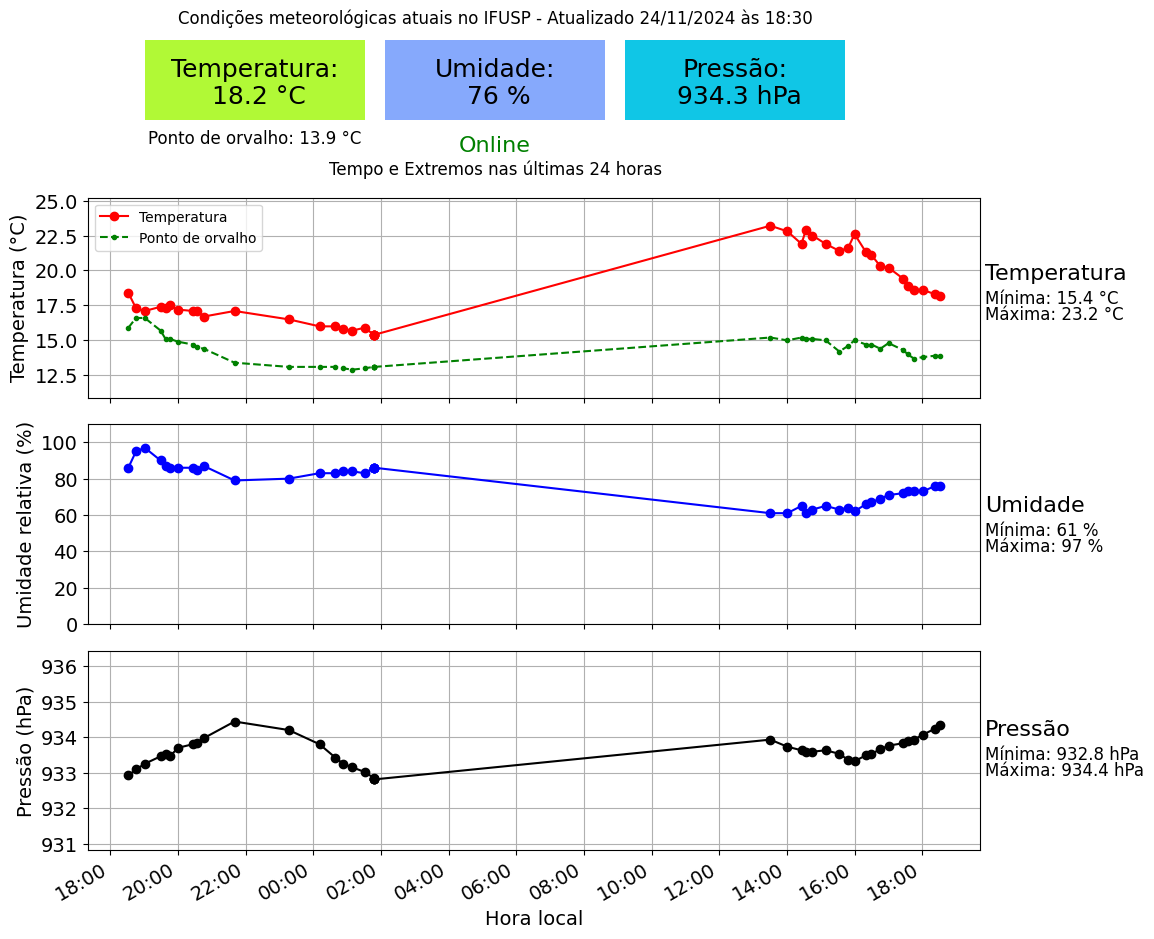 Condições meteorológicas atuais no IFUSP - Atualizado 24/11/2024 às 18:30
Temperatura:
18.2 °C
Umidade:
76 %
Pressão:
934.3 hPa
Ponto de orvalho: 13.9 °C
Online
Tempo e Extremos nas últimas 24 horas
Temperatura (°C)
25.0
22.5
20.0
17.5
15.0
12.5
Temperatura
Ponto de orvalho
Temperatura
Mínima: 15.4 °C
Máxima: 23.2 °C
Umidade relativa (%)
100
80
60
40
20
0
Umidade
Mínima: 61 %
Máxima: 97 %
Pressão (hPa)
936
935
934
933
932
931
Pressão
Mínima: 932.8 hPa
Máxima: 934.4 hPa
18:00
20:00
22:00
00:00
02:00
04:00
06:00
08:00
10:00
12:00
14:00
16:00
18:00
Hora local